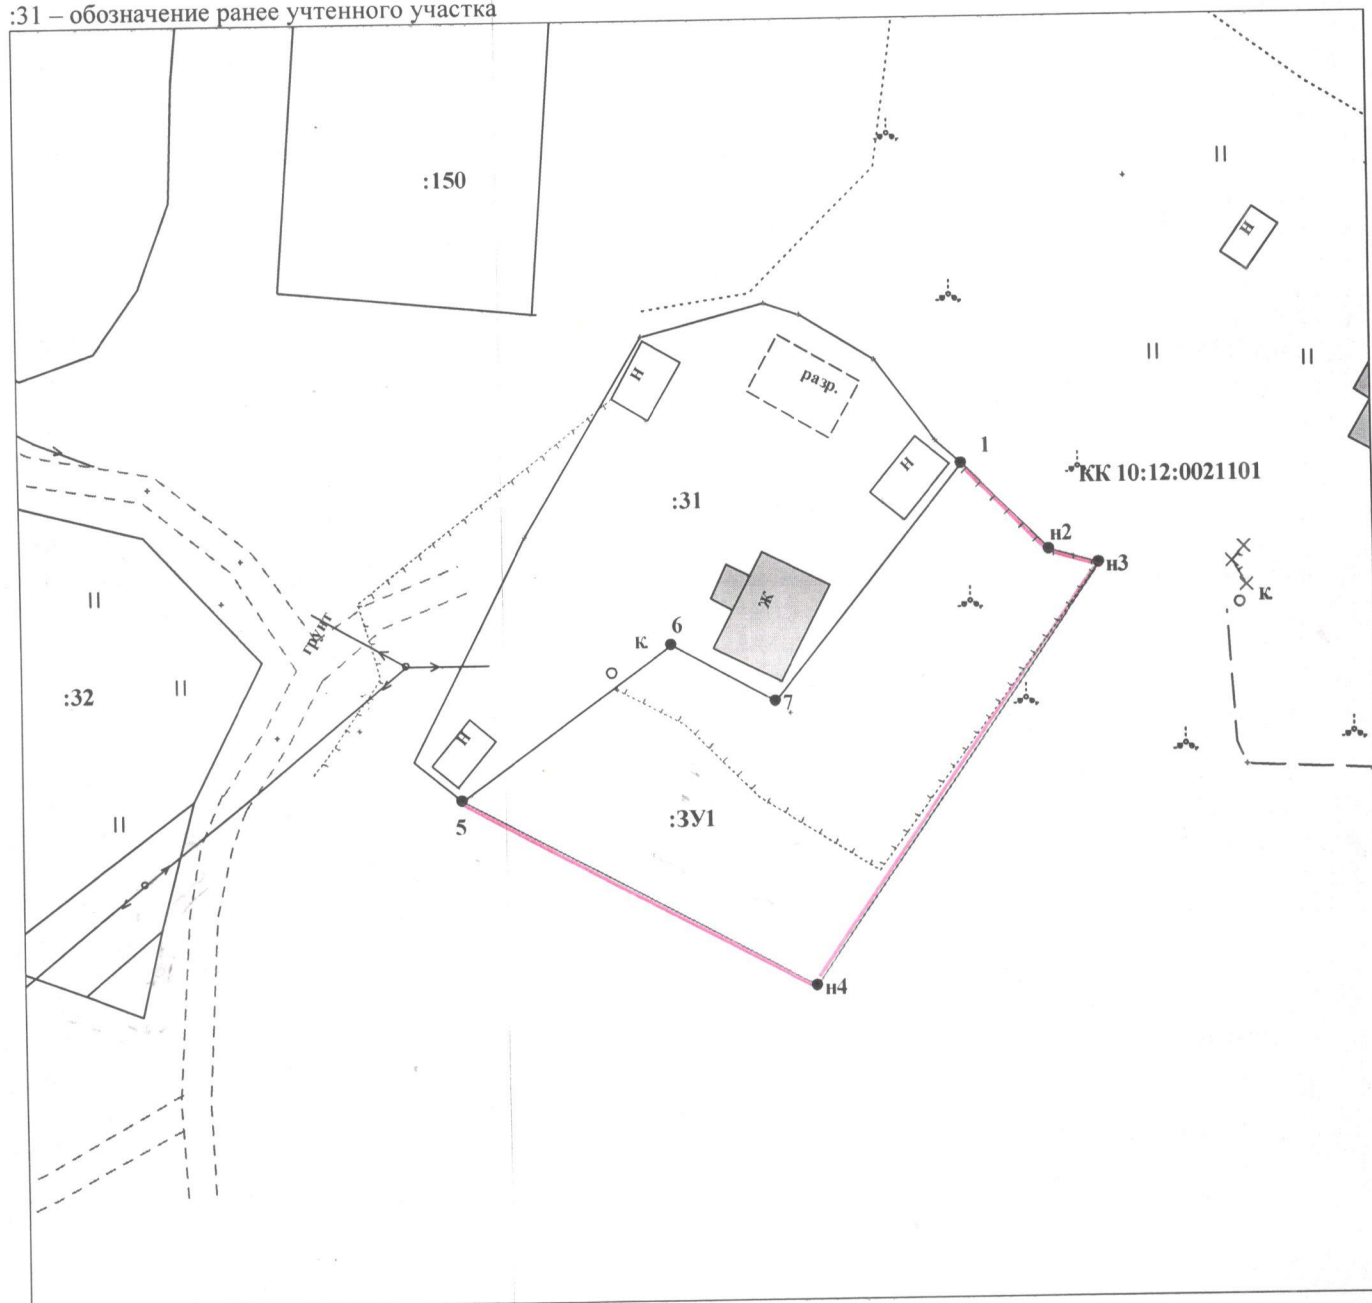 :31 – обозначение ранее учтенного участка
:150
Н
Н
разр.
Н
1
КК 10:12:0021101
:31
н2
н3
Ж
к.
грунт
6
к.
:32
7
Н
5
:ЗУ1
н4